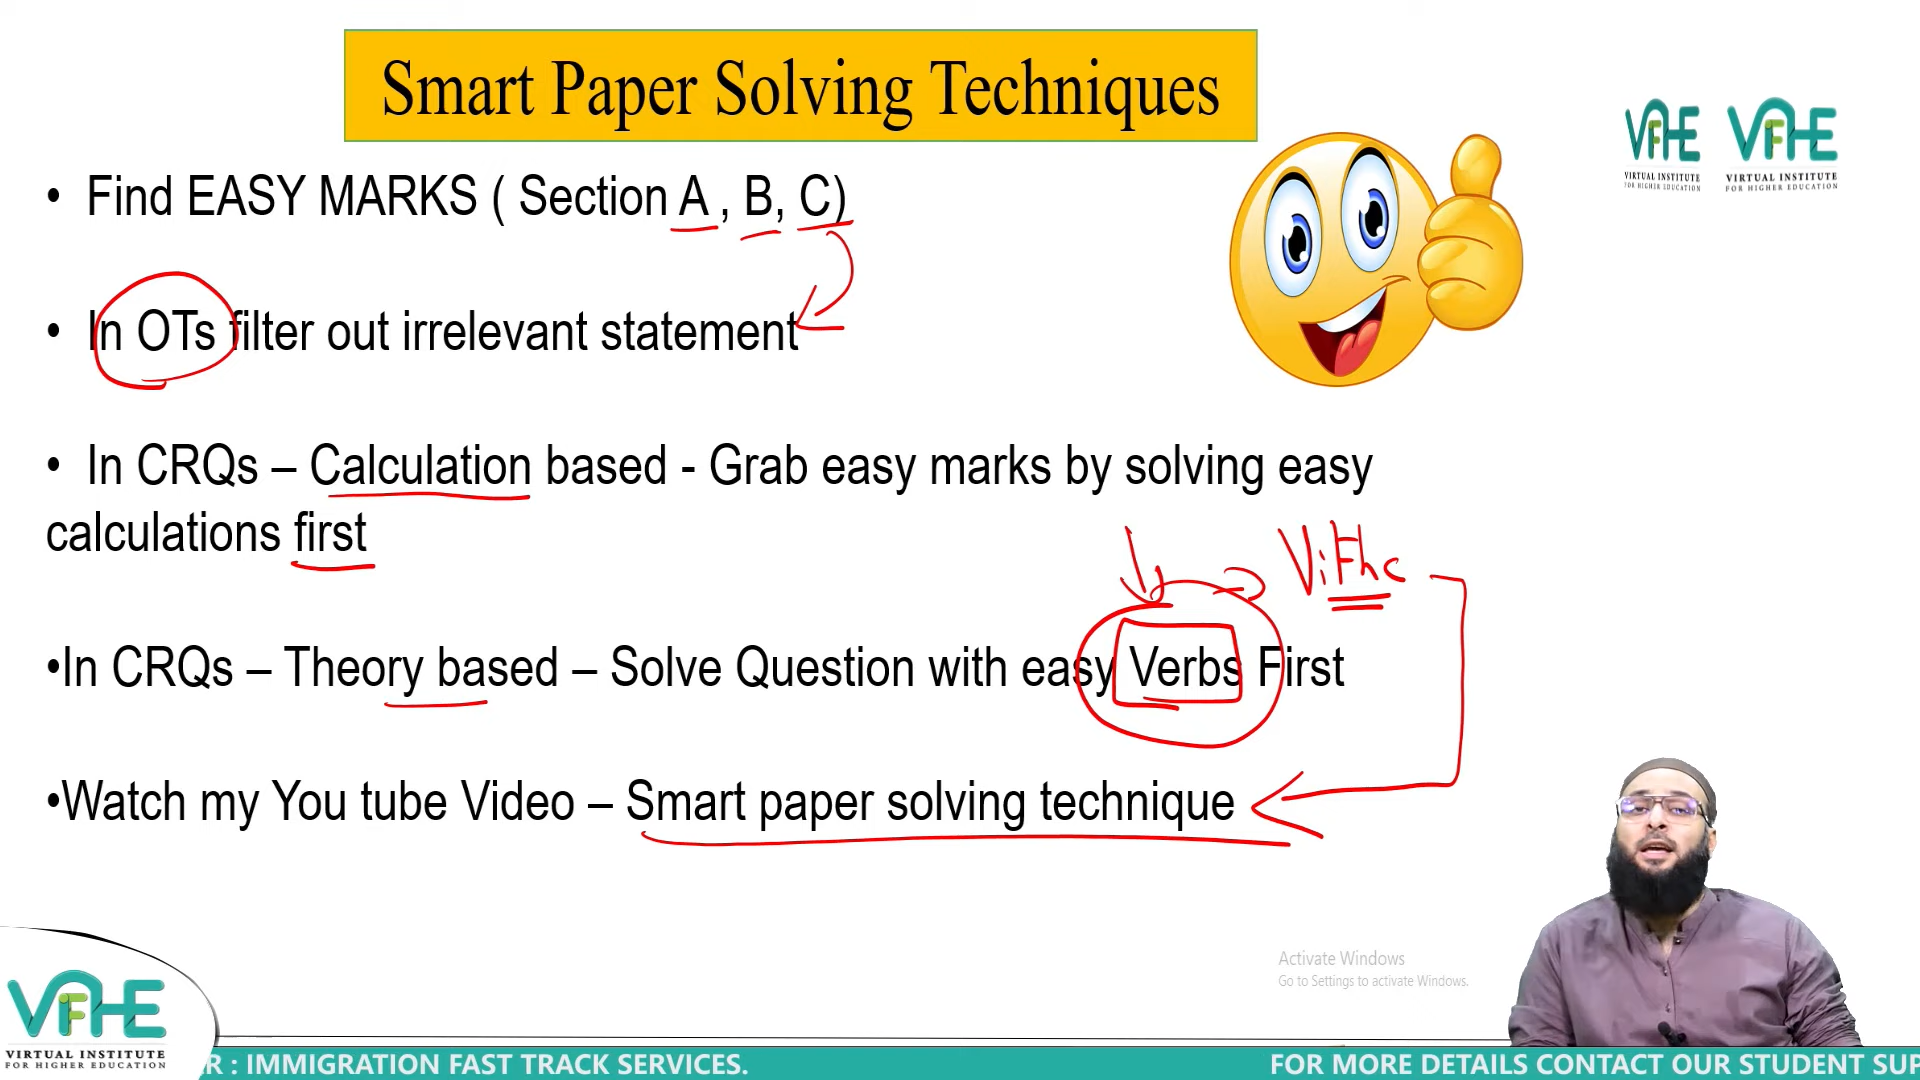 Smart Paper Solving Techniques
VIFHE VIFHE
VIRTUAL INSTITUTE VIRTUAL INSTITUTE
FOR HIGHER EDUCATION FOR HIGHER EDUCATION
• Find EASY MARKS ( Section A , B, C)
• In OTs filter out irrelevant statement
• In CRQs – Calculation based - Grab easy marks by solving easy
calculations first
Vifhe
•In CRQs – Theory based – Solve Question with easy Verbs First
•Watch my You tube Video – Smart paper solving technique
Activate Windows
Go to Settings to activate Windows.
VIFHE
VIRTUAL INSTITUTE
FOR HIGHER EDUCATION
R : IMMIGRATION FAST TRACK SERVICES. FOR MORE DETAILS CONTACT OUR STUDENT SUP